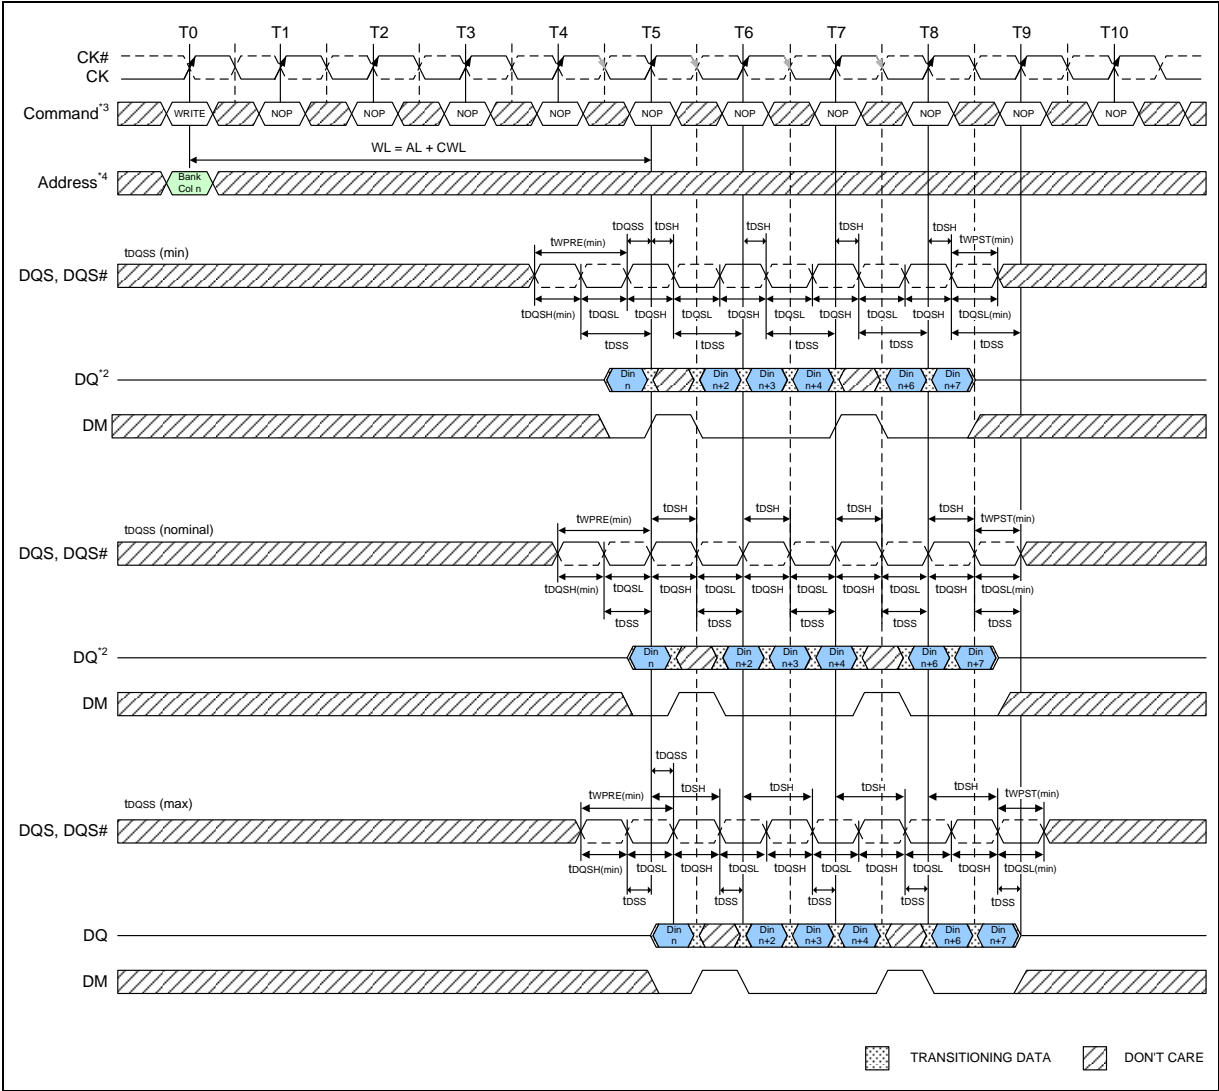 T0 T1 T2 T3 T4 T5 T6 T7 T8 T9 T10
CK#
CK
Command*3 WRITE NOP NOP NOP NOP NOP NOP NOP NOP NOP NOP
WL = AL + CWL
Address*4 Bank
Col n
tDQSS tDSH tDSH tDSH tDSH
tDQSS (min) tWPRE(min) tWPST(min)
DQS, DQS#
tDQSH(min) tDQSL tDQSH tDQSL tDQSH tDQSL tDQSH tDQSL tDQSH tDQSL(min)
tDSS tDSS tDSS tDSS tDSS
DQ*2 Din Din Din Din Din Din
n n+2 n+3 n+4 n+6 n+7
DM
tDSH tDSH tDSH tDSH
tDQSS (nominal) tWPRE(min) tWPST(min)
DQS, DQS#
tDQSH(min) tDQSL tDQSH tDQSL tDQSH tDQSL tDQSH tDQSL tDQSH tDQSL(min)
tDSS tDSS tDSS tDSS tDSS
DQ*2 Din Din Din Din Din Din
n n+2 n+3 n+4 n+6 n+7
DM
tDQSS
tDQSS (max) tWPRE(min) tDSH tDSH tDSH tDSH tWPST(min)
DQS, DQS#
tDQSH(min) tDQSL tDQSH tDQSL tDQSH tDQSL tDQSH tDQSL tDQSH tDQSL(min)
tDSS tDSS tDSS tDSS tDSS
DQ Din Din Din Din Din Din
n n+2 n+3 n+4 n+6 n+7
DM
TRANSITIONING DATA DON'T CARE